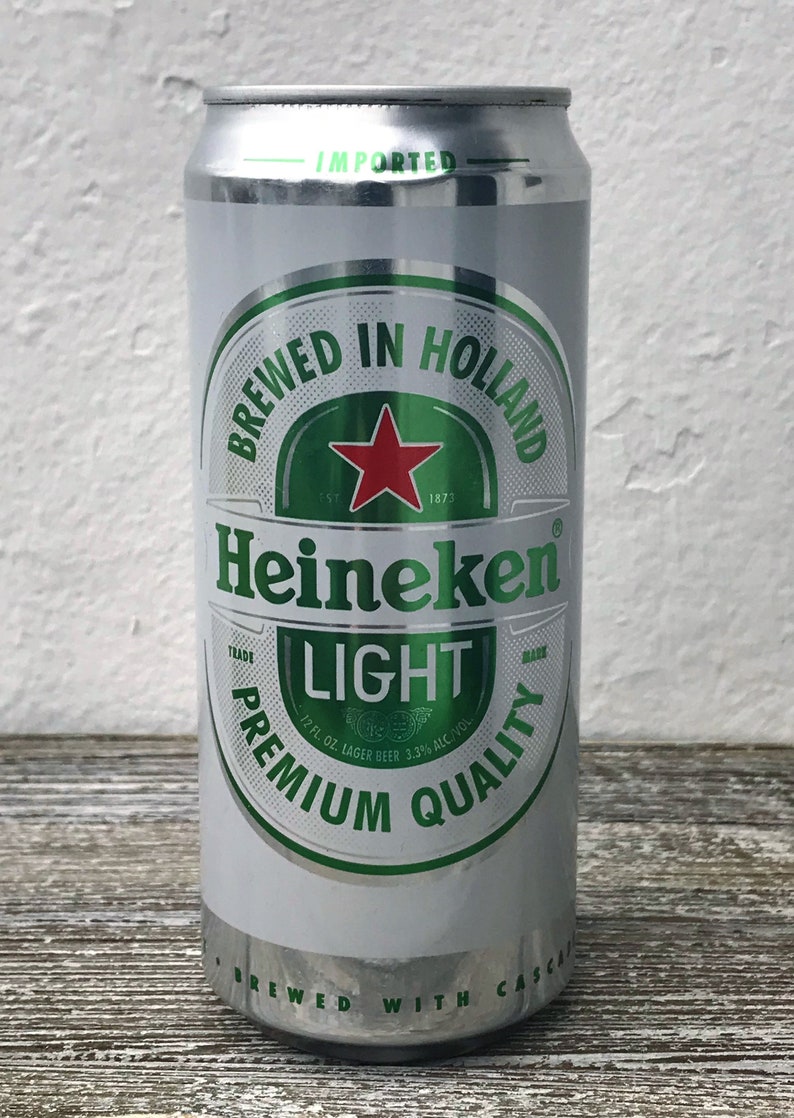 IMPORTED
BREWED IN HOLLAND
EST 1873
Heineken®
TRADE MARK
LIGHT
12 FL. OZ. LAGER BEER 3.3% ALC./VOL.
PREMIUM QUALITY
• BREWED WITH CASCAD